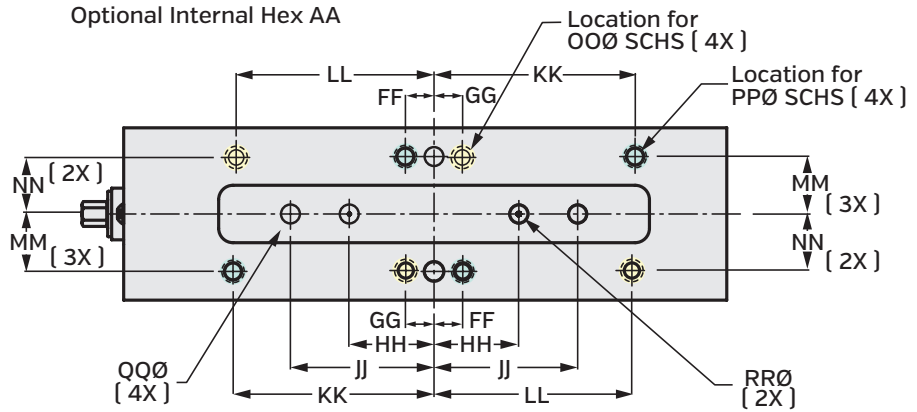 Optional Internal Hex AA
Location for
OOØ SCHS ( 4X )
LL
KK
Location for
PPØ SCHS ( 4X )
FF
GG
NN ( 2X )
MM ( 3X )
MM ( 3X )
NN ( 2X )
GG
FF
HH
HH
QQØ
( 4X )
JJ
JJ
RRØ
( 2X )
KK
LL